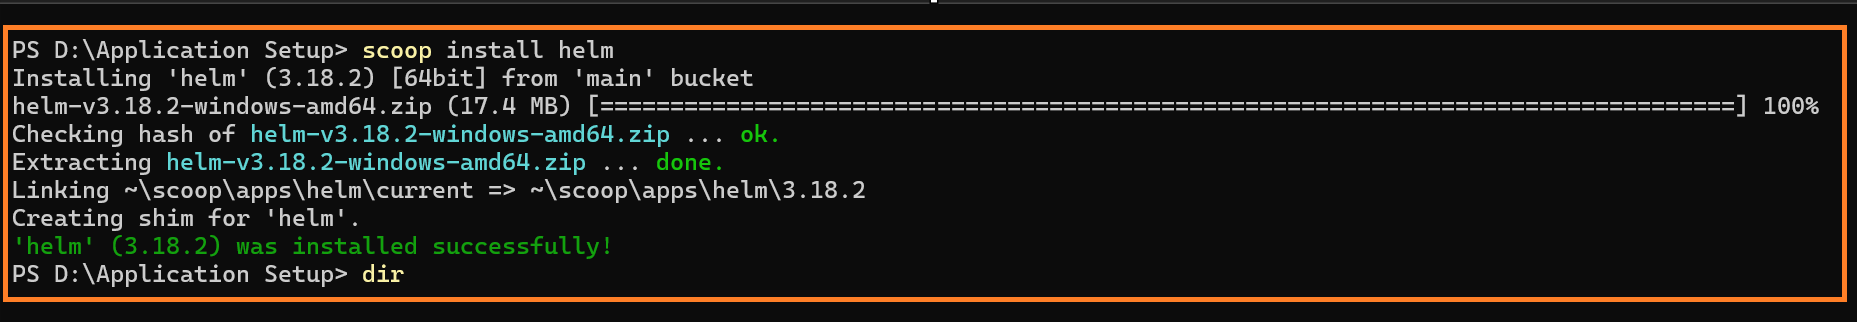 PS D:\Application Setup> scoop install helm
Installing 'helm' (3.18.2) [64bit] from 'main' bucket
helm-v3.18.2-windows-amd64.zip (17.4 MB) [=================================================================================] 100%
Checking hash of helm-v3.18.2-windows-amd64.zip ... ok.
Extracting helm-v3.18.2-windows-amd64.zip ... done.
Linking ~\scoop\apps\helm\current => ~\scoop\apps\helm\3.18.2
Creating shim for 'helm'.
'helm' (3.18.2) was installed successfully!
PS D:\Application Setup> dir